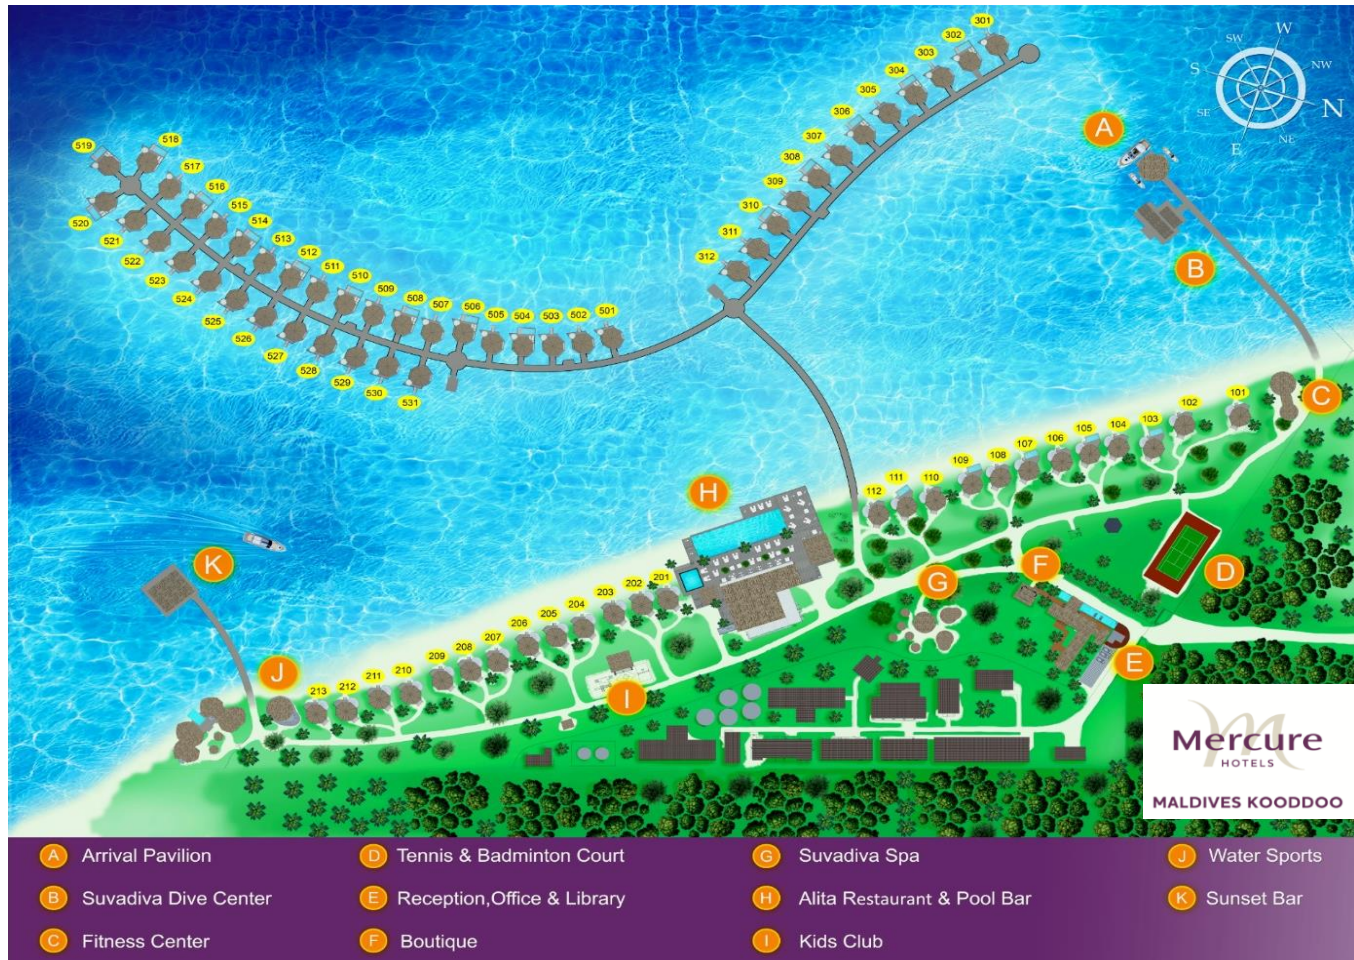 301
302
303
304
305
306
307
308
309
310
311
312
W
SW
NW
S
N
SE
NE
E
A
B
C
519
518
517
516
515
514
513
512
511
510
509
508
507
506
505
504
503
502
501
520
521
522
523
524
525
526
527
528
529
530
531
101
102
103
104
105
106
107
108
109
110
111
112
H
K
D
F
G
E
J
I
201
202
203
204
205
206
207
208
209
210
211
212
213
Mercure
HOTELS
MALDIVES KOODDOO
A Arrival Pavilion
B Suvadiva Dive Center
C Fitness Center
D Tennis & Badminton Court
E Reception,Office & Library
F Boutique
G Suvadiva Spa
H Alita Restaurant & Pool Bar
I Kids Club
J Water Sports
K Sunset Bar